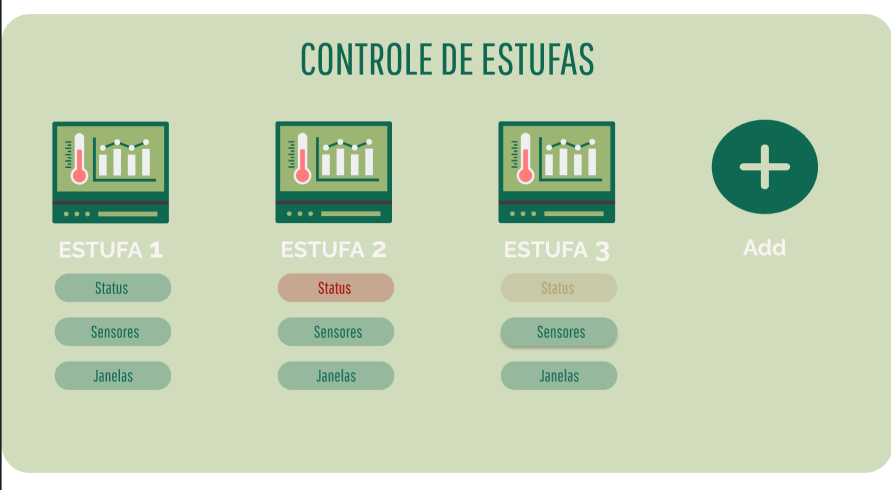 CONTROLE DE ESTUFAS
ESTUFA 1
Status
Sensores
Janelas
ESTUFA 2
Status
Sensores
Janelas
ESTUFA 3
Status
Sensores
Janelas
Add